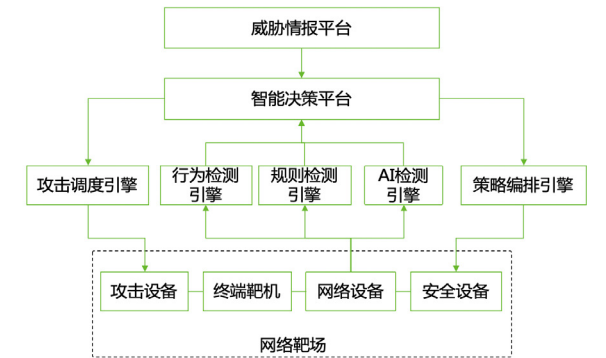 威胁情报平台
智能决策平台
攻击调度引擎
行为检测
引擎
规则检测
引擎
AI检测
引擎
策略编排引擎
攻击设备
终端靶机
网络设备
安全设备
网络靶场